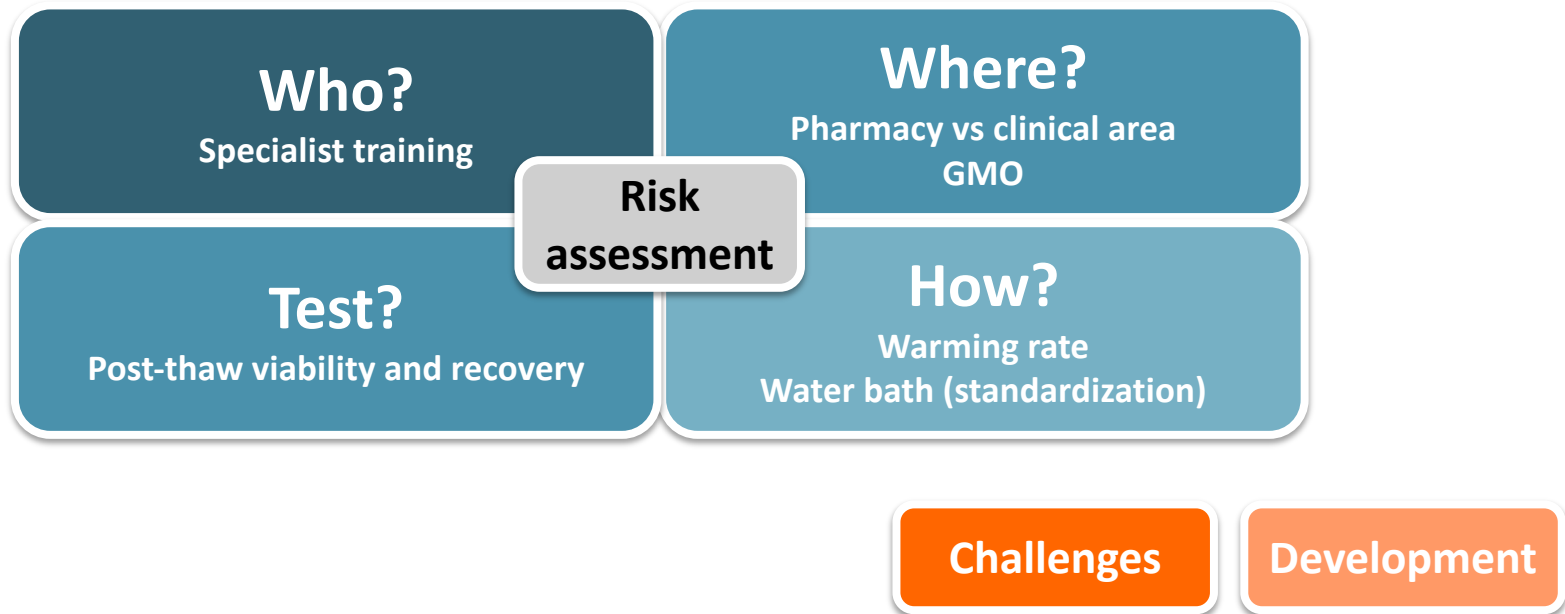 Who?
Specialist training
Where?
Pharmacy vs clinical area
GMO
Risk
assessment
Test?
Post-thaw viability and recovery
How?
Warming rate
Water bath (standardization)
Challenges
Development